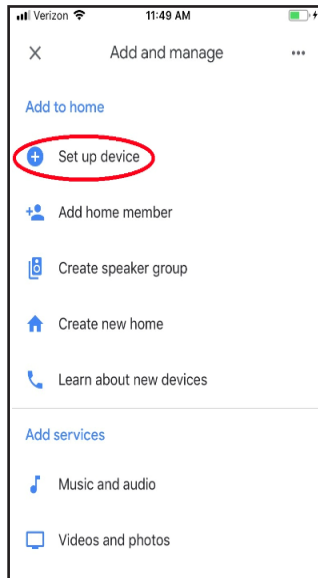 Verizon 11:49 AM
Add and manage
Add to home
Set up device
Add home member
Create speaker group
Create new home
Learn about new devices
Add services
Music and audio
Videos and photos